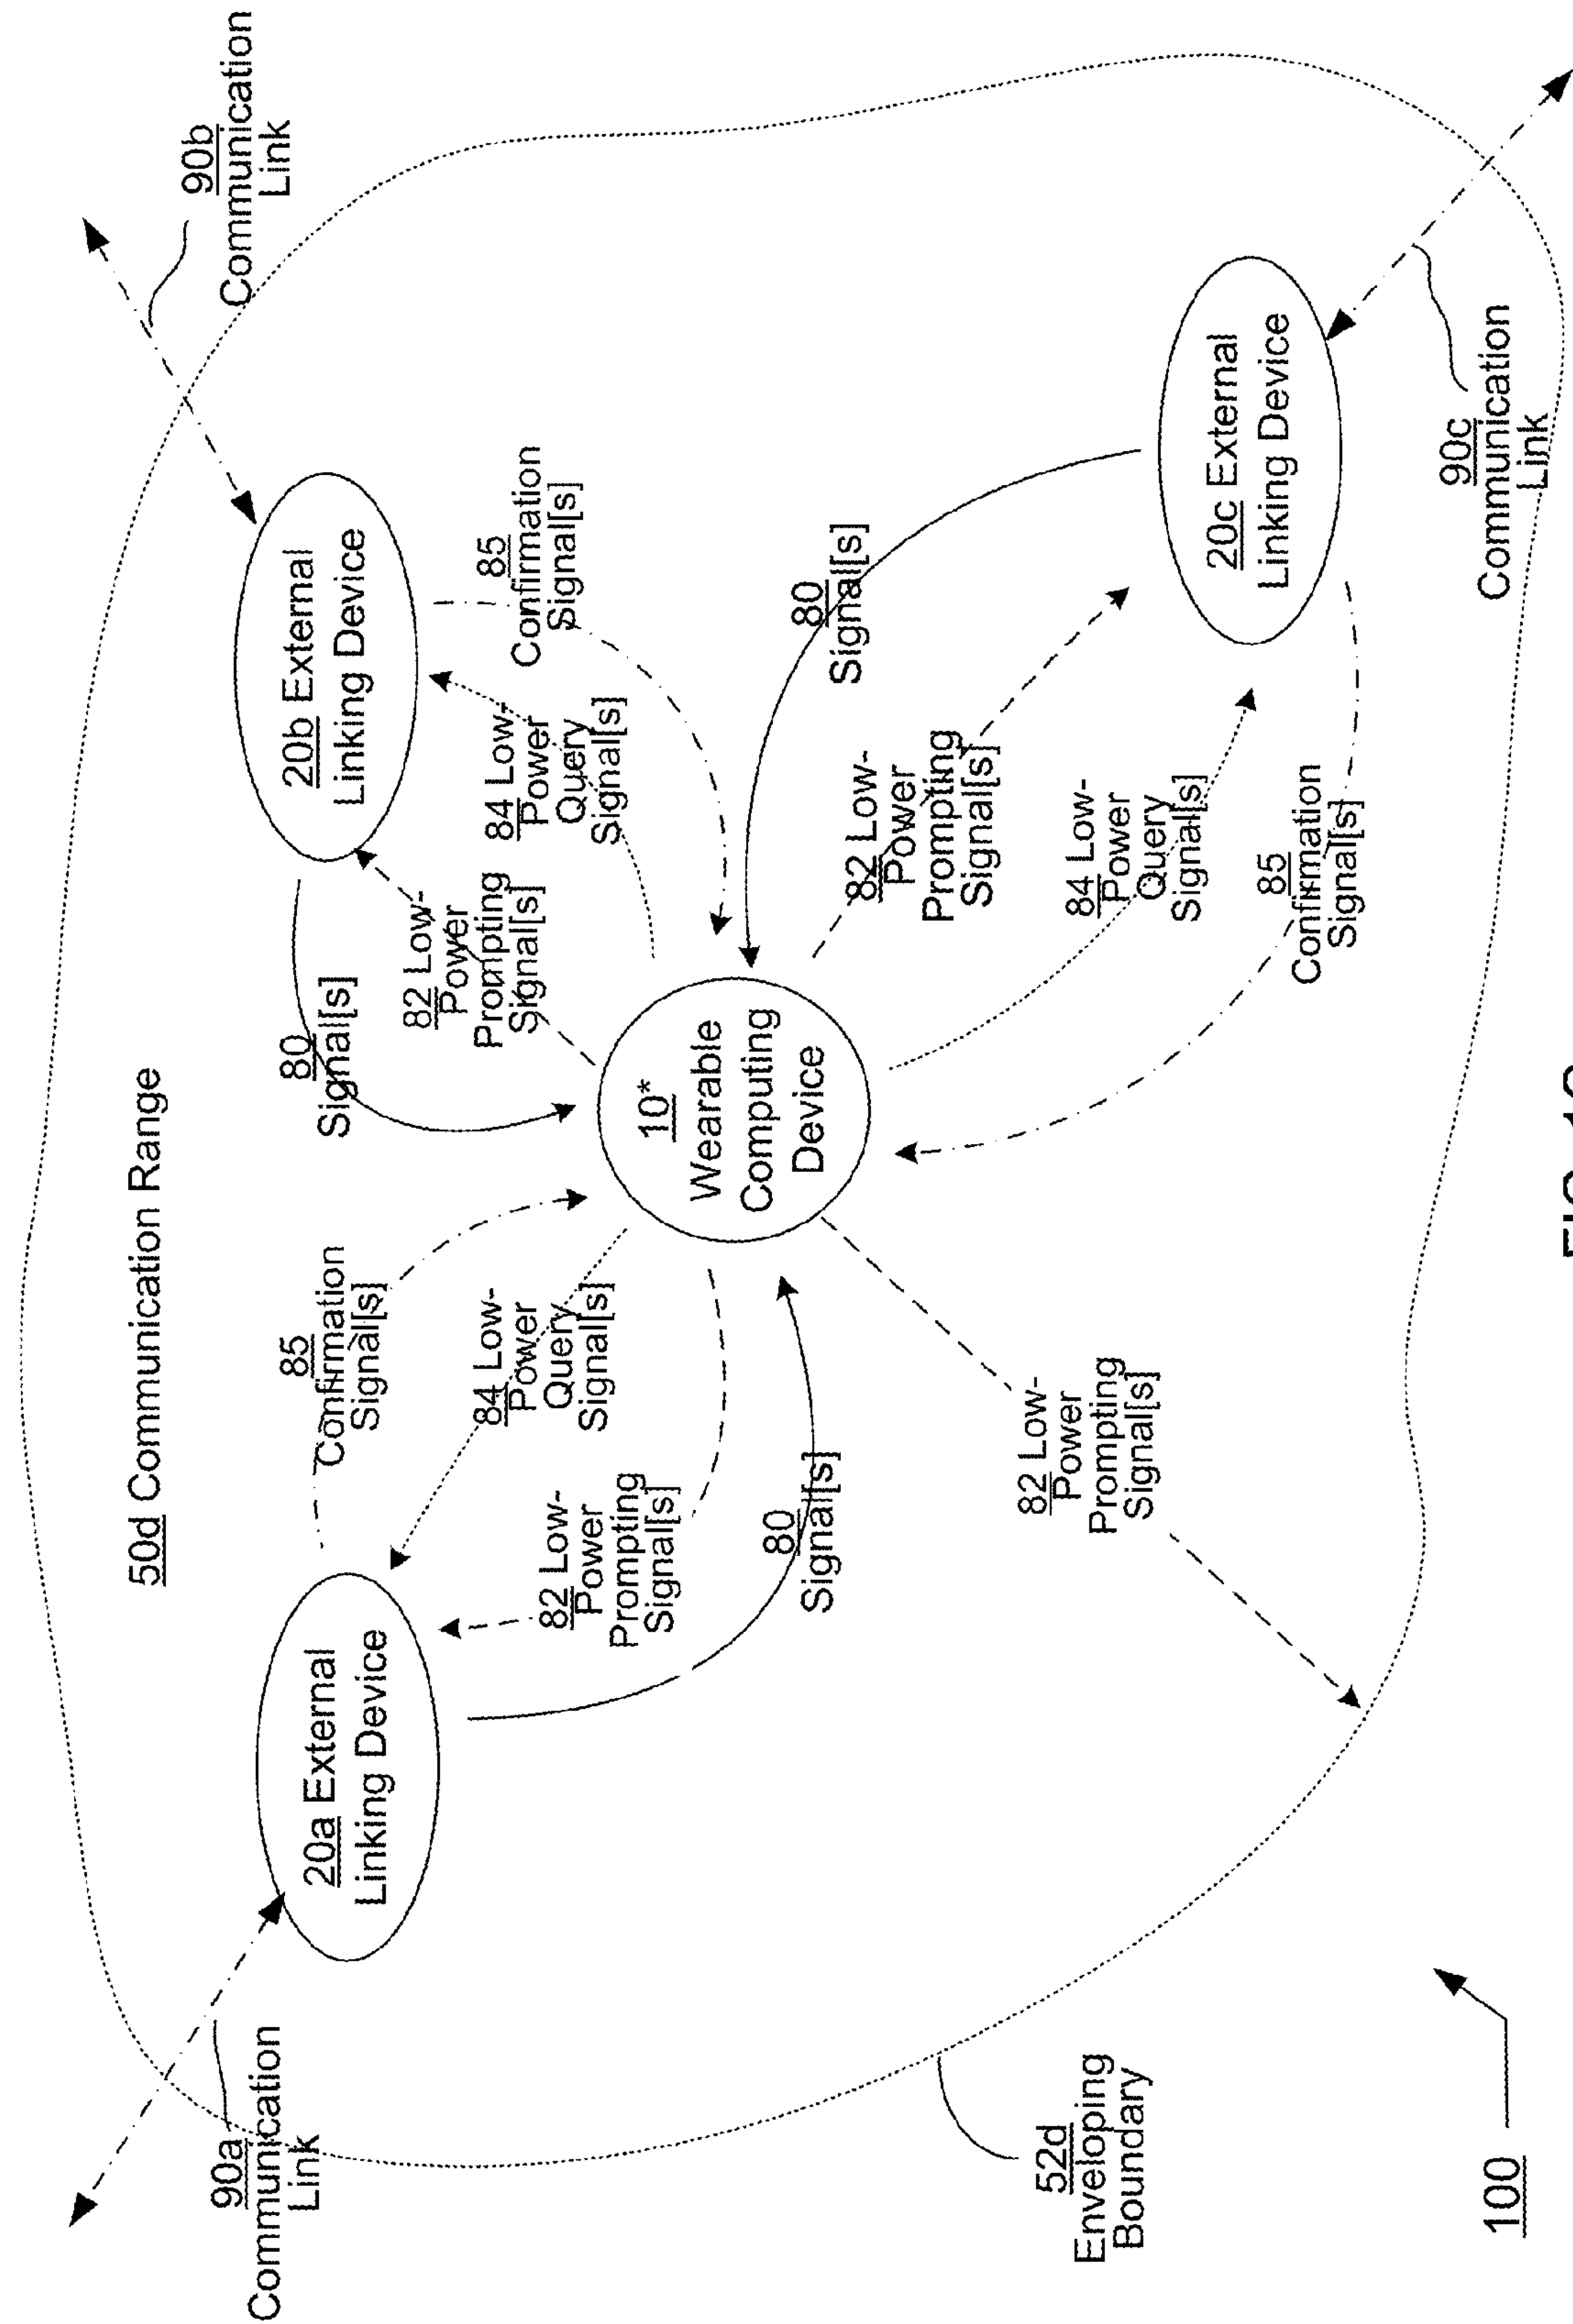 50d Communication Range
90a
Communication
Link
90b
Communication
Link
20a External
Linking Device
20b External
Linking Device
85
Confirmation
Signal[s]
80
Signal[s]
82 Low-
Power
Prompting
Signal[s]
84 Low-
Power
Query
Signal[s]
85
Confirmation
Signal[s]
84 Low-
Power
Query
Signal[s]
82 Low-
Power
Prompting
Signal[s]
10*
Wearable
Computing
Device
80
Signal[s]
80
Signal[s]
82 Low-
Power
Prompting
Signal[s]
82 Low-
Power
Prompting
Signal[s]
84 Low-
Power
Query
Signal[s]
85
Confirmation
Signal[s]
20c External
Linking Device
52d
Enveloping
Boundary
90c
Communication
Link
100